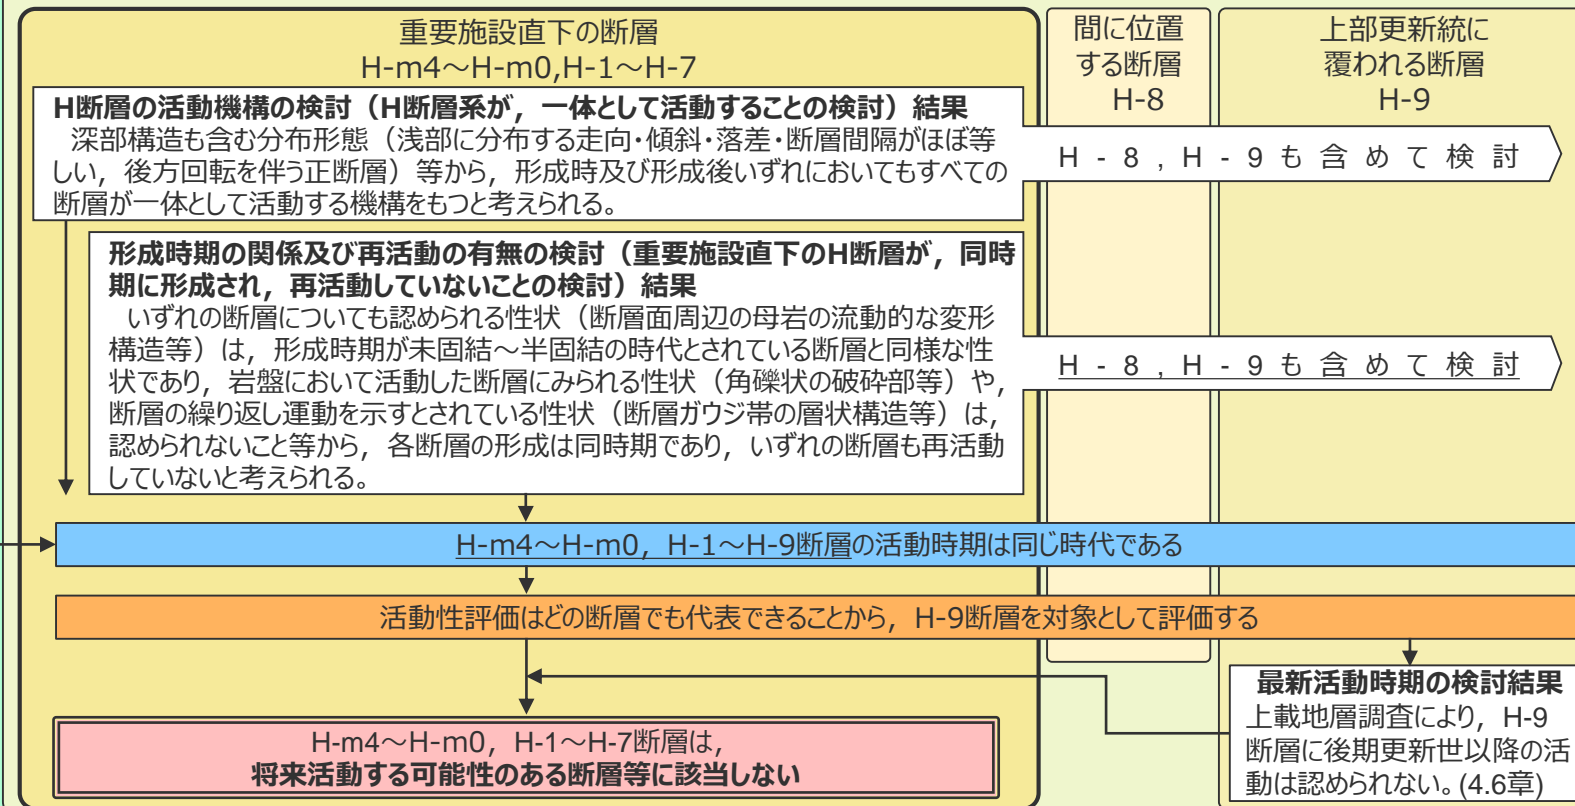 重要施設直下の断層
H-m4～H-m0,H-1～H-7
間に位置
する断層
H-8
上部更新統に
覆われる断層
H-9
H断層の活動機構の検討（H断層系が，一体として活動することの検討）結果
深部構造も含む分布形態（浅部に分布する走向・傾斜・落差・断層間隔がほぼ等
しい，後方回転を伴う正断層）等から，形成時及び形成後いずれにおいてもすべての
断層が一体として活動する機構をもつと考えられる。
H-8,H-9も含めて検討
形成時期の関係及び再活動の有無の検討（重要施設直下のH断層が，同時
期に形成され，再活動していないことの検討）結果
いずれの断層についても認められる性状（断層面周辺の母岩の流動的な変形
構造等）は，形成時期が未固結～半固結の時代とされている断層と同様な性
状であり，岩盤において活動した断層にみられる性状（角礫状の破砕部等）や，
断層の繰り返し運動を示すとされている性状（断層ガウジ帯の層状構造等）は，
認められないこと等から，各断層の形成は同時期であり，いずれの断層も再活動
していないと考えられる。
H-8,H-9も含めて検討
H-m4～H-m0，H-1～H-9断層の活動時期は同じ時代である
活動性評価はどの断層でも代表できることから，H-9断層を対象として評価する
最新活動時期の検討結果
上載地層調査により，H-9
断層に後期更新世以降の活
動は認められない。(4.6章)
H-m4～H-m0，H-1～H-7断層は，
将来活動する可能性のある断層等に該当しない